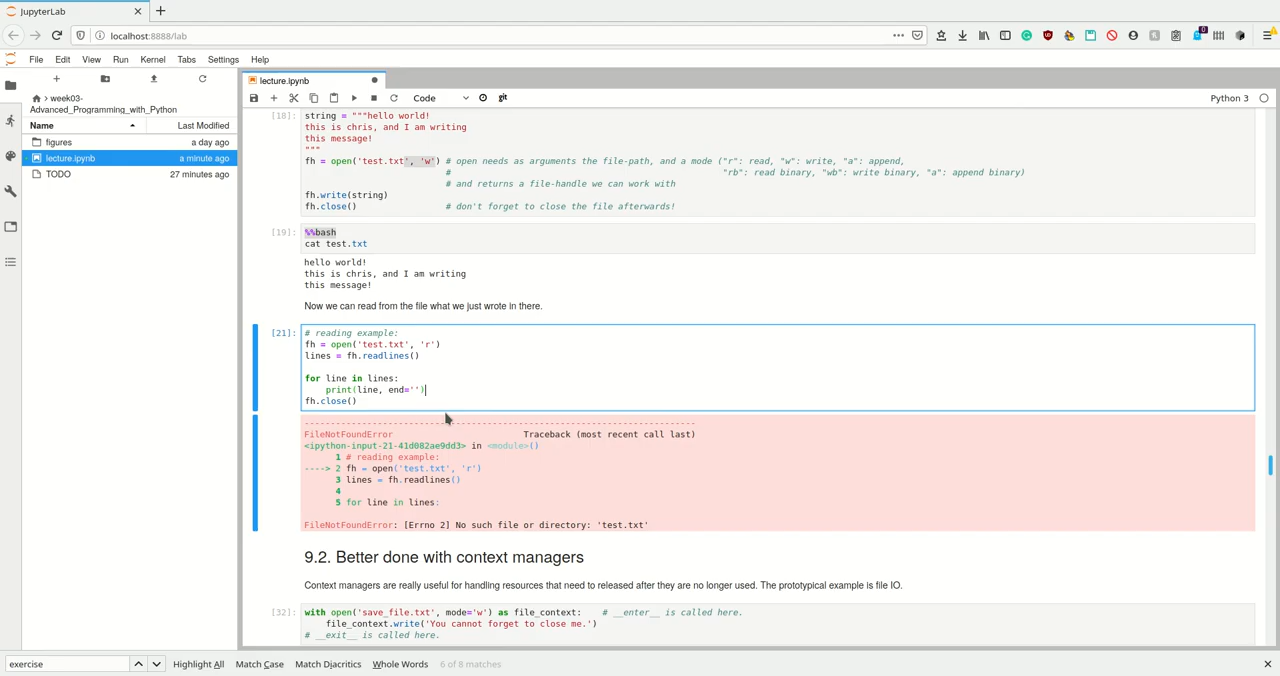 JupyterLab
localhost:8888/lab
File Edit View Run Kernel Tabs Settings Help
> week03-
Advanced_Programming_with_Python
Name Last Modified
figures a day ago
lecture.ipynb a minute ago
TODO 27 minutes ago
lecture.ipynb
Code git Python 3
[18]: string = """hello world!
this is chris, and I am writing
this message!
"""
fh = open('test.txt', 'w') # open needs as arguments the file-path, and a mode ("r": read, "w": write, "a": append,
# "rb": read binary, "wb": write binary, "a": append binary)
# and returns a file-handle we can work with
fh.write(string)
fh.close() # don't forget to close the file afterwards!
[19]: %%bash
cat test.txt
hello world!
this is chris, and I am writing
this message!
Now we can read from the file what we just wrote in there.
[21]: # reading example:
fh = open('test.txt', 'r')
lines = fh.readlines()
for line in lines:
print(line, end='')
fh.close()
---------------------------------------------------------------------------
FileNotFoundError Traceback (most recent call last)
<ipython-input-21-41d082ae9dd3> in <module>()
1 # reading example:
----> 2 fh = open('test.txt', 'r')
3 lines = fh.readlines()
4
5 for line in lines:
FileNotFoundError: [Errno 2] No such file or directory: 'test.txt'
9.2. Better done with context managers
Context managers are really useful for handling resources that need to released after they are no longer used. The prototypical example is file IO.
[32]: with open('save_file.txt', mode='w') as file_context: # __enter__ is called here.
file_context.write('You cannot forget to close me.')
# __exit__ is called here.
exercise Highlight All Match Case Match Diacritics Whole Words 6 of 8 matches